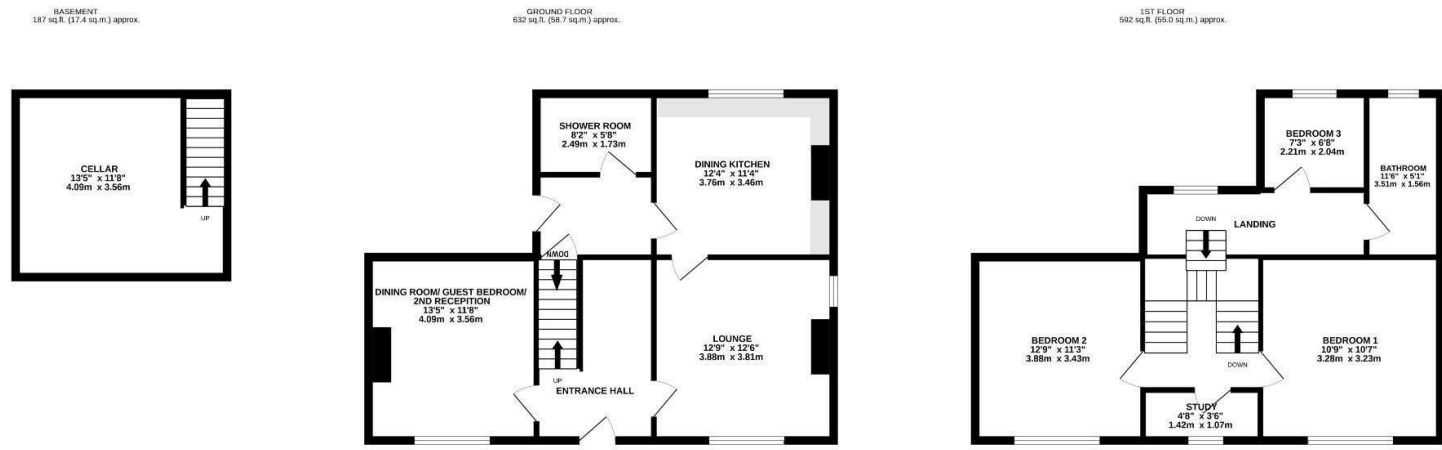 BASEMENT
187 sq.ft. (17.4 sq.m.) approx.
CELLAR
13'5" x 11'8"
4.09m x 3.56m
UP
GROUND FLOOR
632 sq.ft. (58.7 sq.m.) approx.
SHOWER ROOM
8'2" x 5'8"
2.49m x 1.73m
DINING KITCHEN
12'4" x 11'4"
3.76m x 3.46m
DOWN
DINING ROOM/ GUEST BEDROOM/
2ND RECEPTION
13'5" x 11'8"
4.09m x 3.56m
LOUNGE
12'9" x 12'6"
3.88m x 3.81m
UP
ENTRANCE HALL
1ST FLOOR
592 sq.ft. (55.0 sq.m.) approx.
BEDROOM 3
7'3" x 6'8"
2.21m x 2.04m
BATHROOM
11'6" x 5'1"
3.51m x 1.56m
DOWN
LANDING
BEDROOM 2
12'9" x 11'3"
3.88m x 3.43m
BEDROOM 1
10'9" x 10'7"
3.28m x 3.23m
DOWN
STUDY
4'8" x 3'6"
1.42m x 1.07m